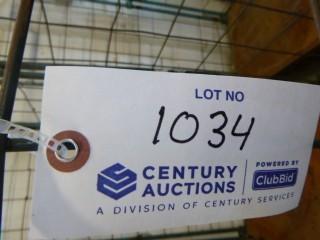 LOT NO
1034
CENTURY AUCTIONS
POWERED BY
ClubBid
A DIVISION OF CENTURY SERVICES